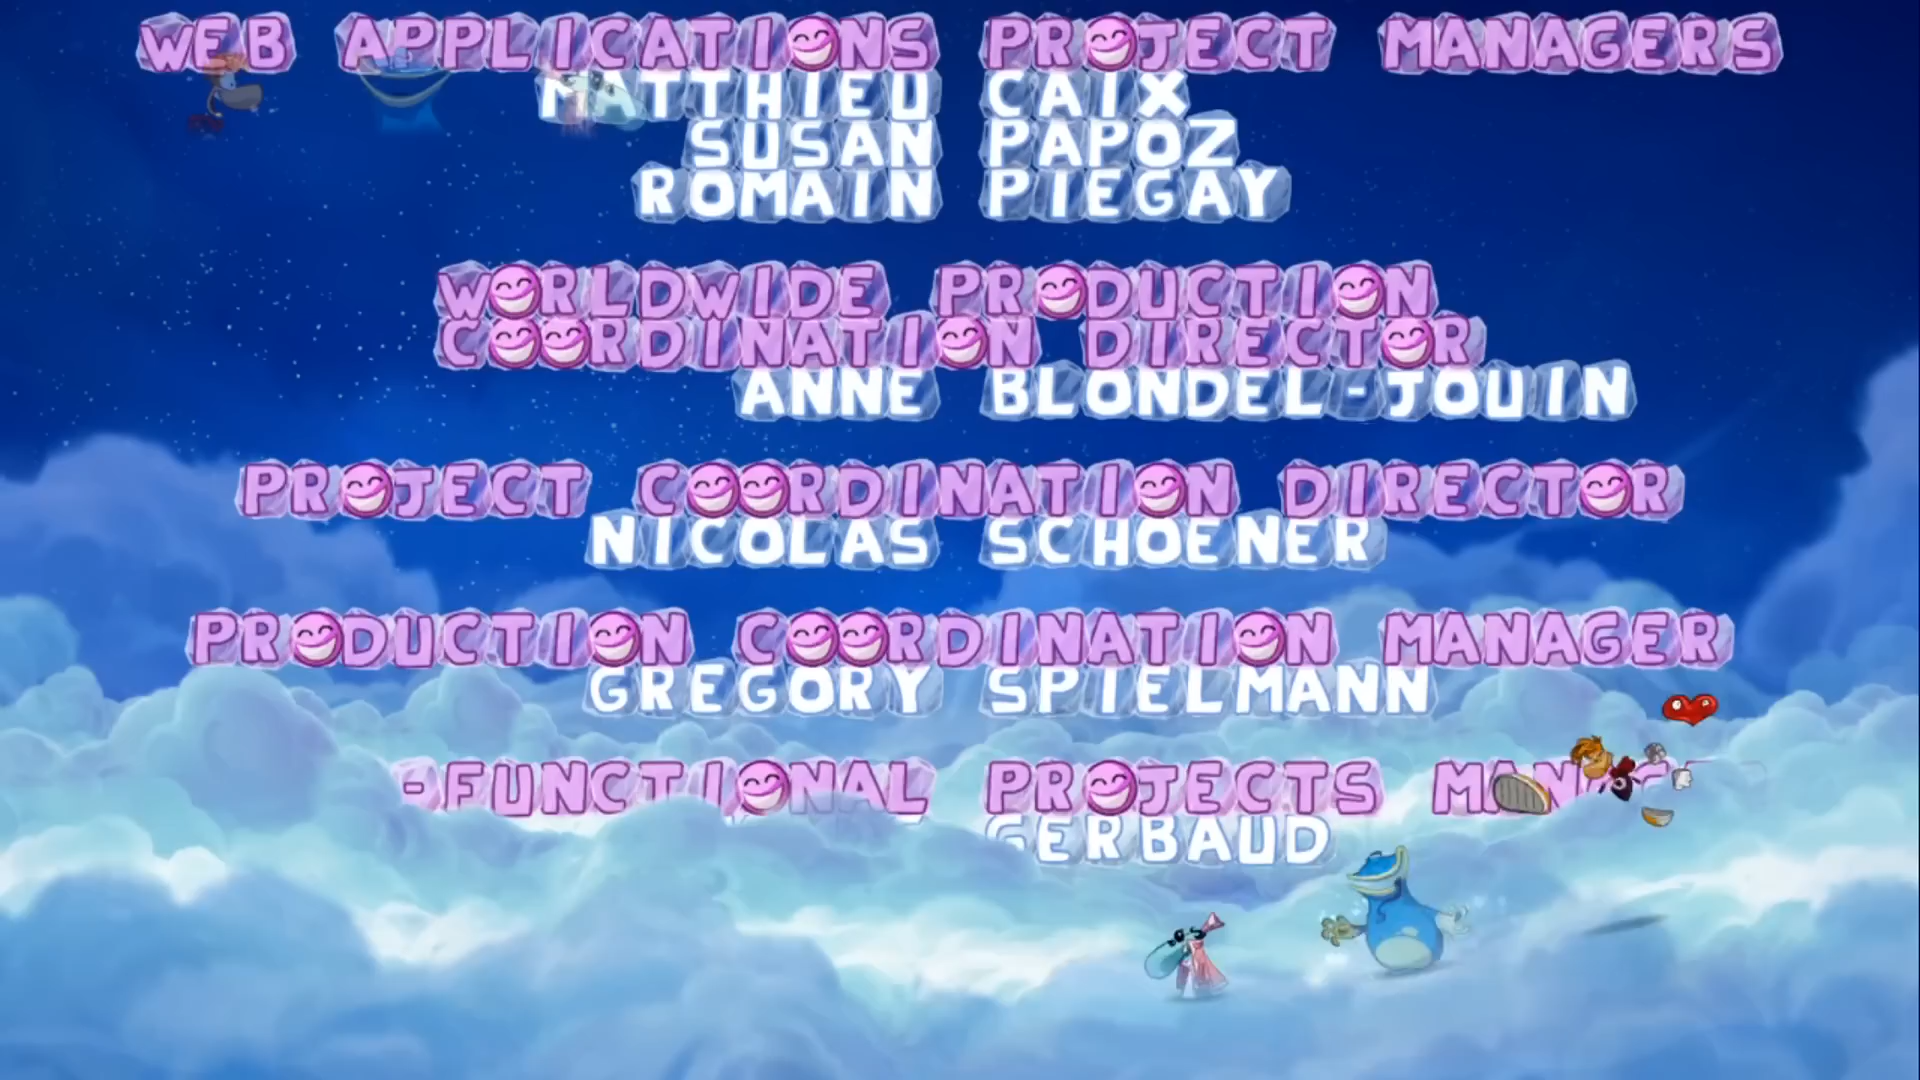 WEB APPLICATIONS PROJECT MANAGERS
MATTHIEU CAIX
SUSAN PAPOZ
ROMAIN PIEGAY
WORLDWIDE PRODUCTION
COORDINATION DIRECTOR
ANNE BLONDEL-JOUIN
PROJECT COORDINATION DIRECTOR
NICOLAS SCHOENER
PRODUCTION COORDINATION MANAGER
GREGORY SPIELMANN
-FUNCTIONAL PROJECTS
GERBAUD